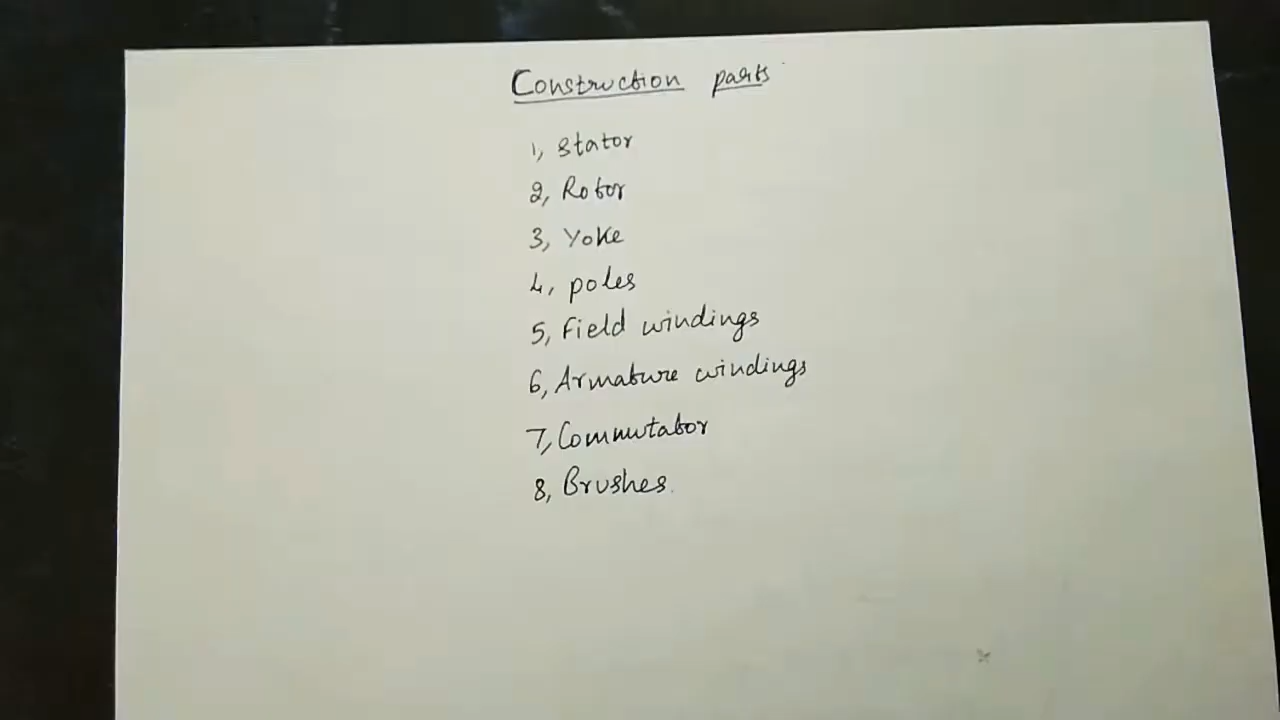 Construction parts
1, Stator
2, Rotor
3, Yoke
4, poles
5, Field windings
6, Armature windings
7, Commutator
8, Brushes.